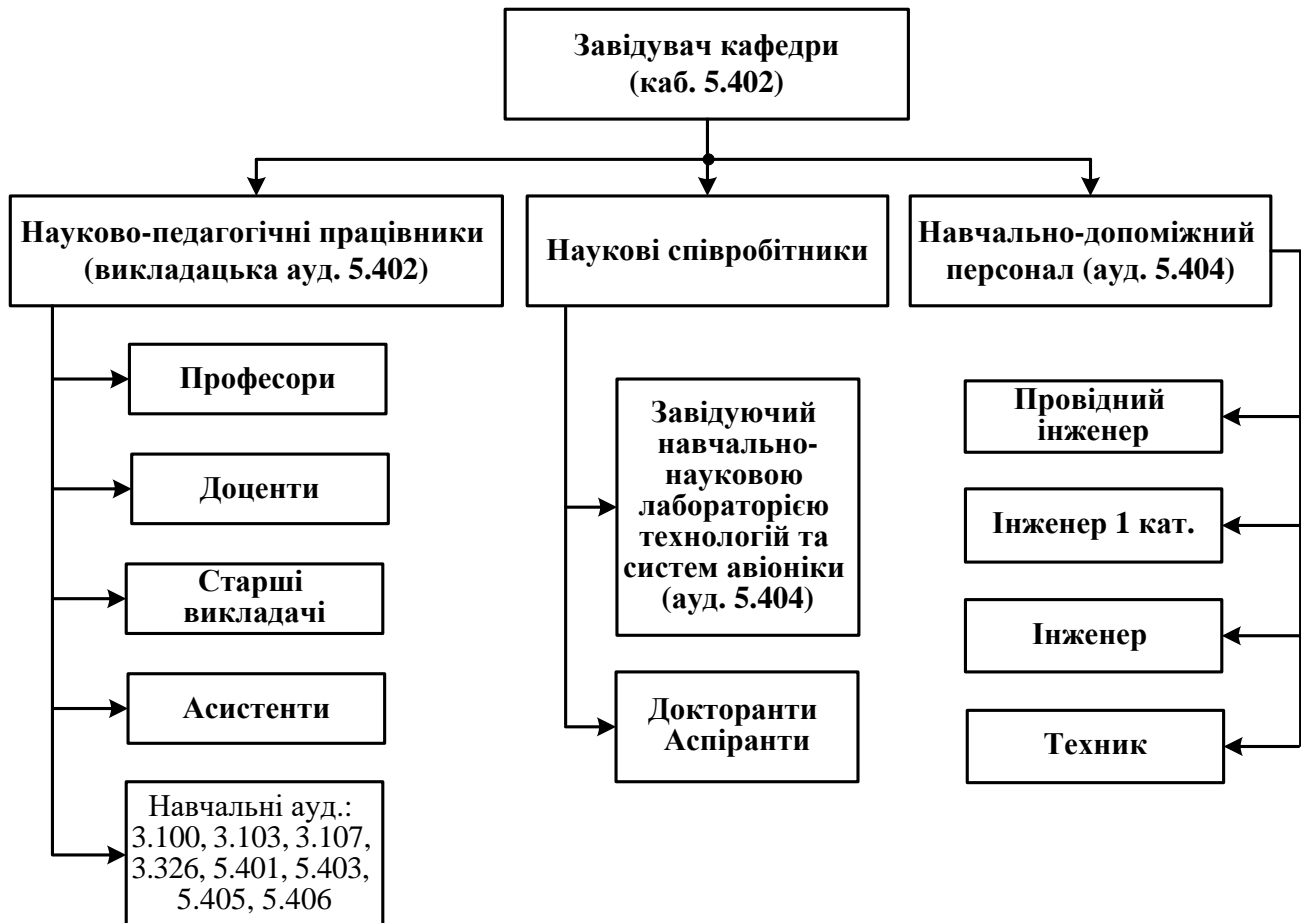 Завідувач кафедри
(каб. 5.402)
Науково-педагогічні працівники
(викладацька ауд. 5.402)
Наукові співробітники
Навчально-допоміжний
персонал (ауд. 5.404)
Професори
Доценти
Старші
викладачі
Асистенти
Навчальні ауд.:
3.100, 3.103, 3.107,
3.326, 5.401, 5.403,
5.405, 5.406
Завідуючий
навчально-
науковою
лабораторією
технологій та
систем авіоніки
(ауд. 5.404)
Докторанти
Аспіранти
Провідний
інженер
Інженер 1 кат.
Інженер
Техник